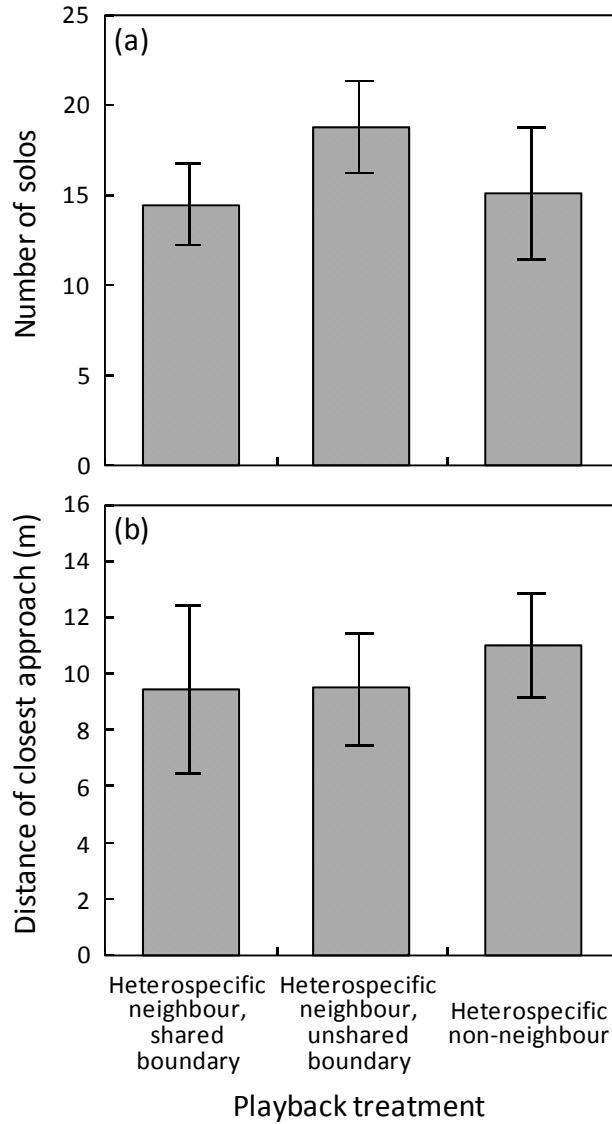 (a)
25
20
15
10
5
0
Number of solos
(b)
16
14
12
10
8
6
4
2
0
Distance of closest approach (m)
Heterospecific
neighbour,
shared
boundary
Heterospecific
neighbour,
unshared
boundary
Heterospecific
non-neighbour
Playback treatment